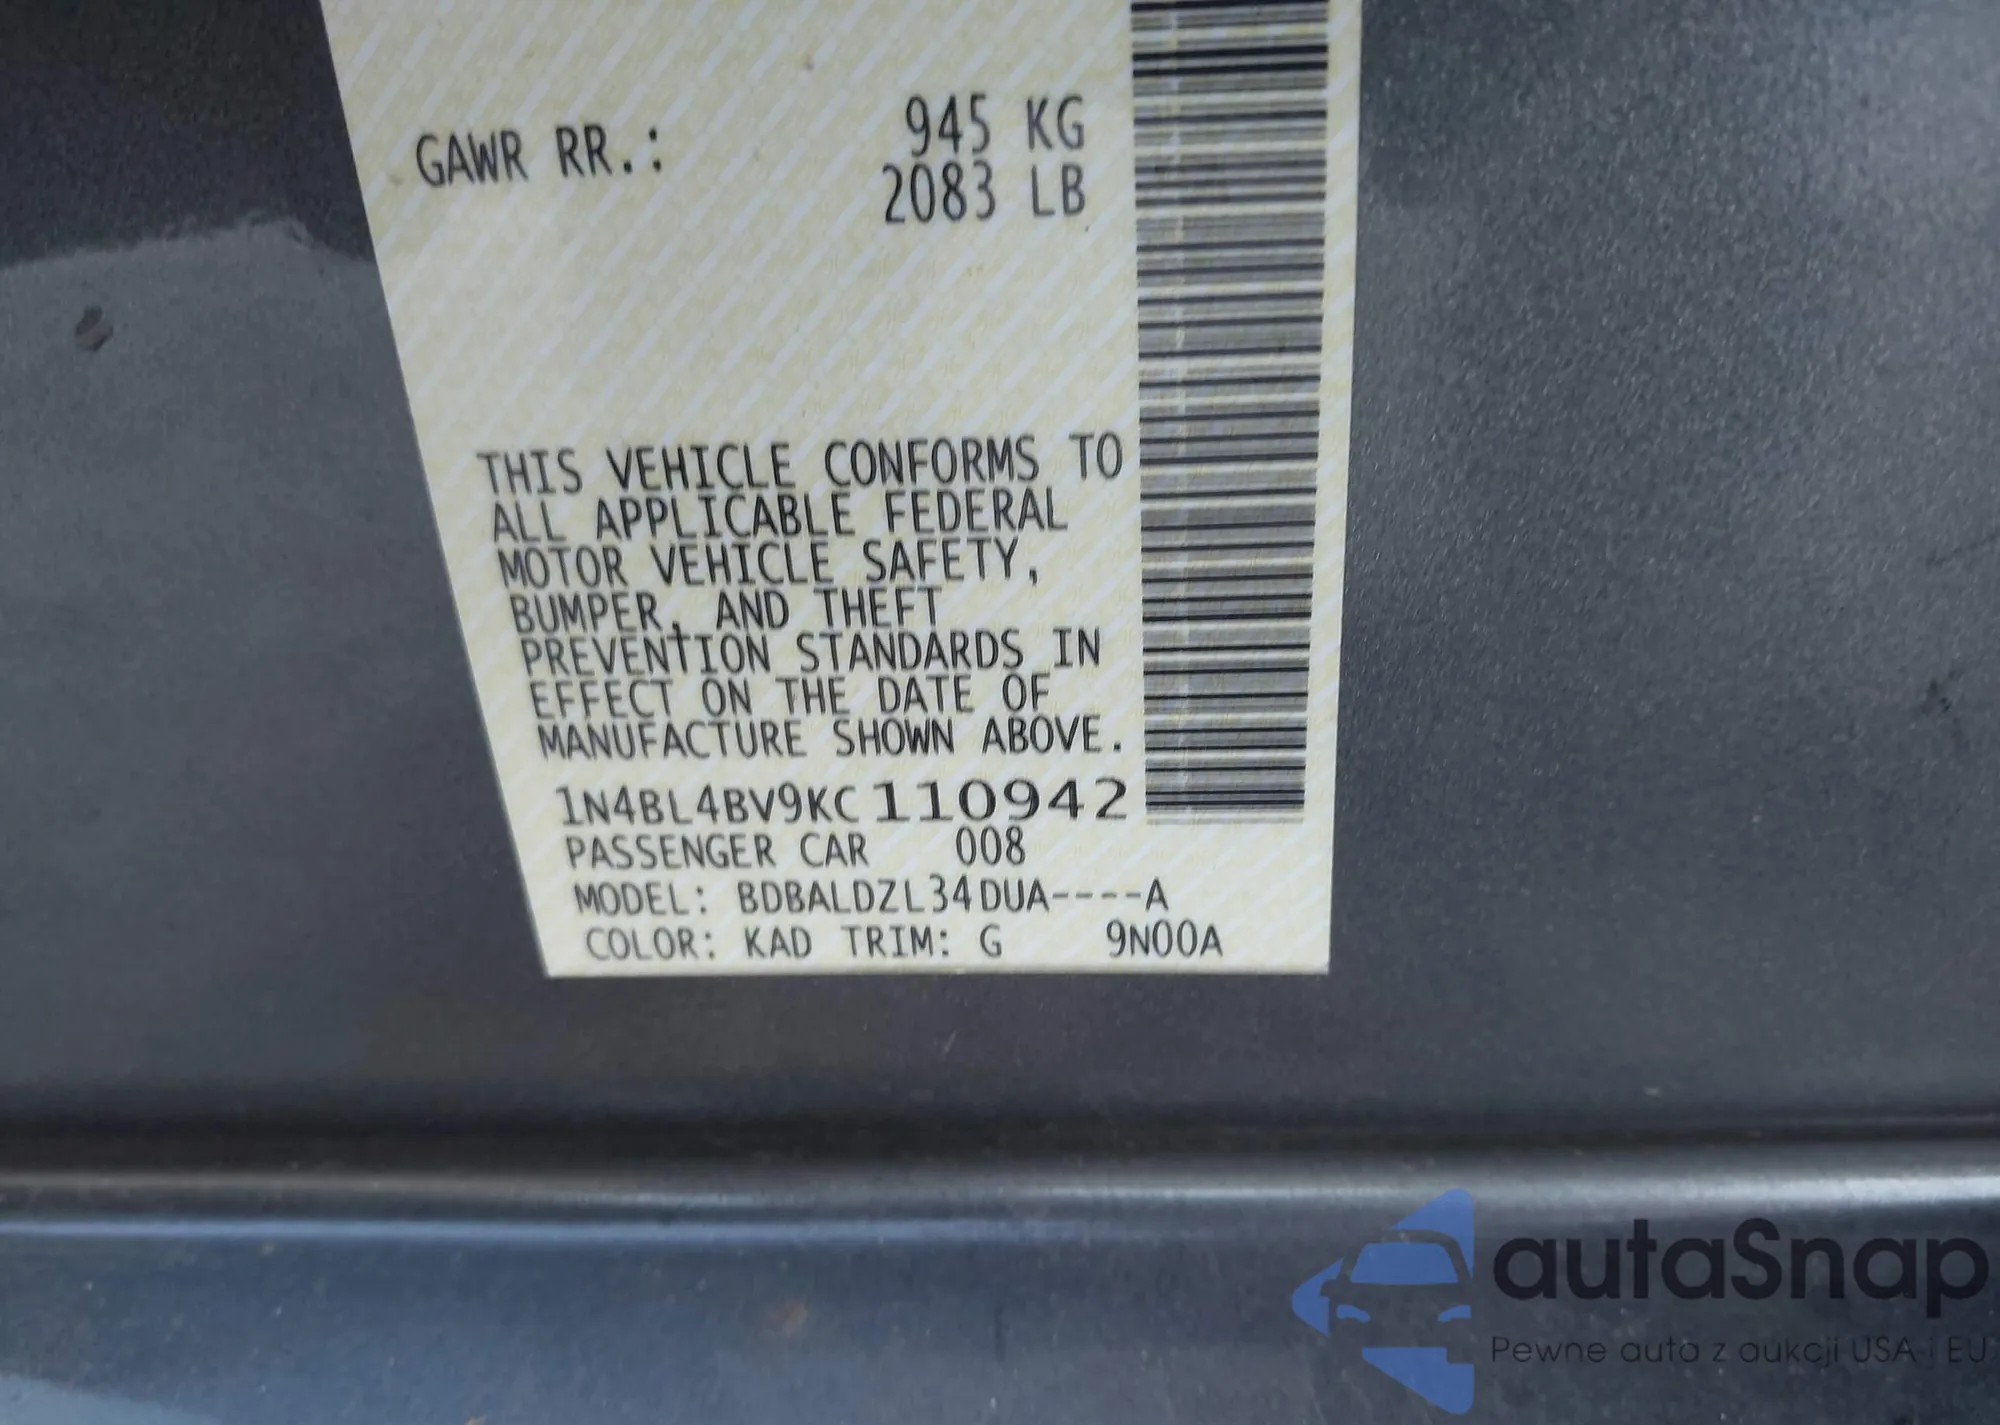 GAWR RR.: 945 KG
2083 LB
THIS VEHICLE CONFORMS TO
ALL APPLICABLE FEDERAL
MOTOR VEHICLE SAFETY,
BUMPER, AND THEFT
PREVENTION STANDARDS IN
EFFECT ON THE DATE OF
MANUFACTURE SHOWN ABOVE.
1N4BL4BV9KC110942
PASSENGER CAR 008
MODEL: BDBALDZL34DUA----A
COLOR: KAD TRIM: G 9N00A
autaSnap
Pewne auta z aukcji USA i EU